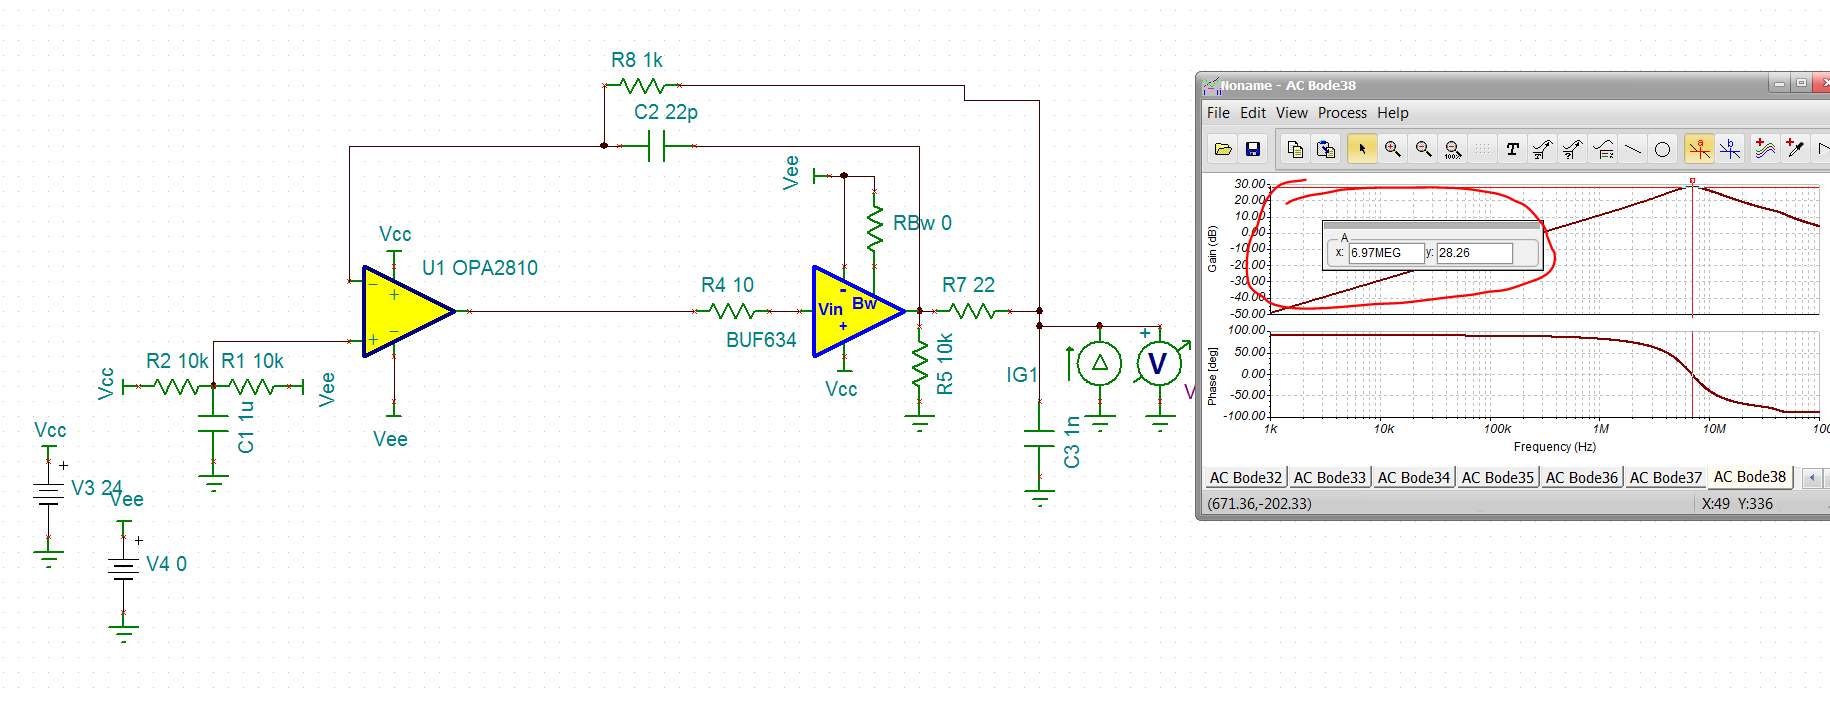 R8 1k
C2 22p
Vee
RBw 0
Vcc
U1 OPA2810
R4 10
Vin
Bw
R7 22
BUF634
Vcc
R5 10k
IG1
V
V
R2 10k
R1 10k
Vcc
Vee
C1 1u
Vee
C3 1n
Vcc
V3 24
Vee
V4 0
Noname - AC Bode38
File Edit View Process Help
100%
T
a
b
30.00
20.00
10.00
0.00
-10.00
-20.00
-30.00
-40.00
-50.00
Gain (dB)
A
x: 6.97MEG y: 28.26
a
100.00
50.00
0.00
-50.00
-100.00
Phase [deg]
1k 10k 100k 1M 10M 100
Frequency (Hz)
AC Bode32 AC Bode33 AC Bode34 AC Bode35 AC Bode36 AC Bode37 AC Bode38
(671.36,-202.33) X:49 Y:336